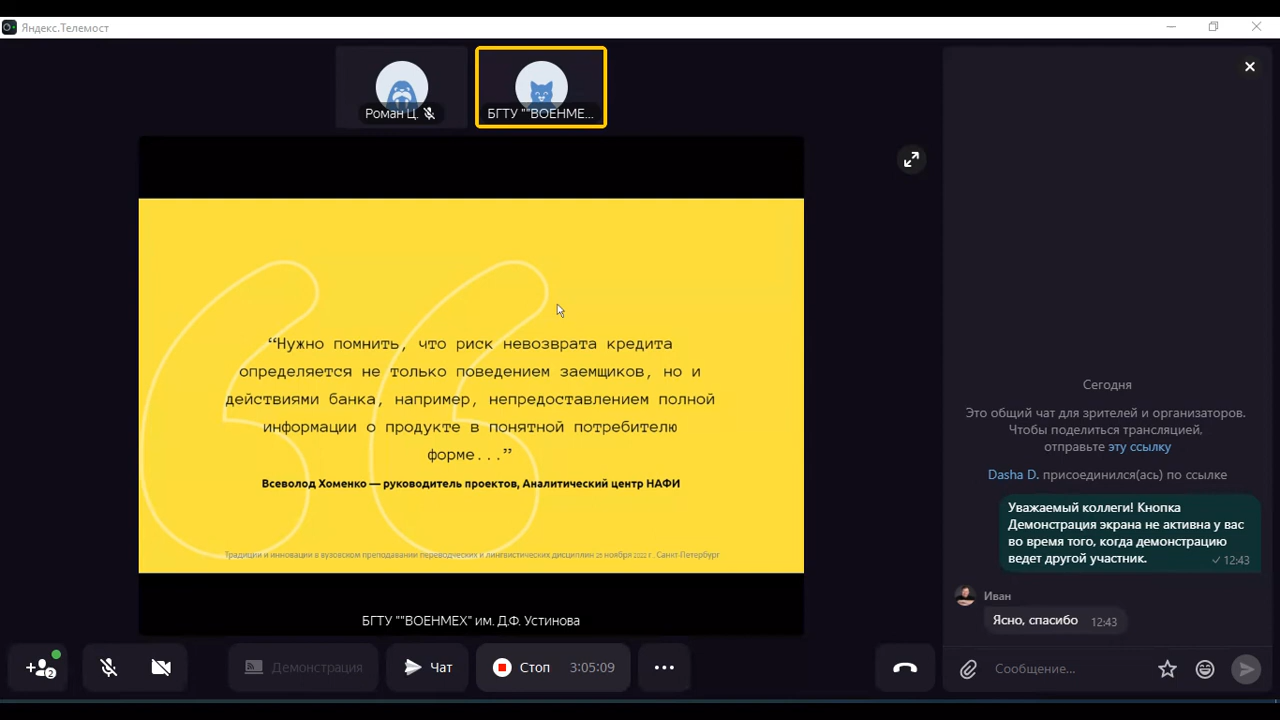 Яндекс.Телемост
Роман Ц.
БГТУ ""ВОЕНМЕ...
“Нужно помнить, что риск невозврата кредита
определяется не только поведением заемщиков, но и
действиями банка, например, непредоставлением полной
информации о продукте в понятной потребителю
форме...”
Всеволод Хоменко — руководитель проектов, Аналитический центр НАФИ
Традиции и инновации в вузовском преподавании переводческих и лингвистических дисциплин 25 ноября 2022 г. Санкт-Петербург
БГТУ ""ВОЕНМЕХ" им. Д.Ф. Устинова
Сегодня
Это общий чат для зрителей и организаторов.
Чтобы поделиться трансляцией,
отправьте эту ссылку
Dasha D. присоединился(ась) по ссылке
Уважаемый коллеги! Кнопка
Демонстрация экрана не активна у вас
во время того, когда демонстрацию
ведет другой участник.
12:43
Иван
Ясно, спасибо 12:43
2
Демонстрация
Чат
Стоп 3:05:09
Сообщение...